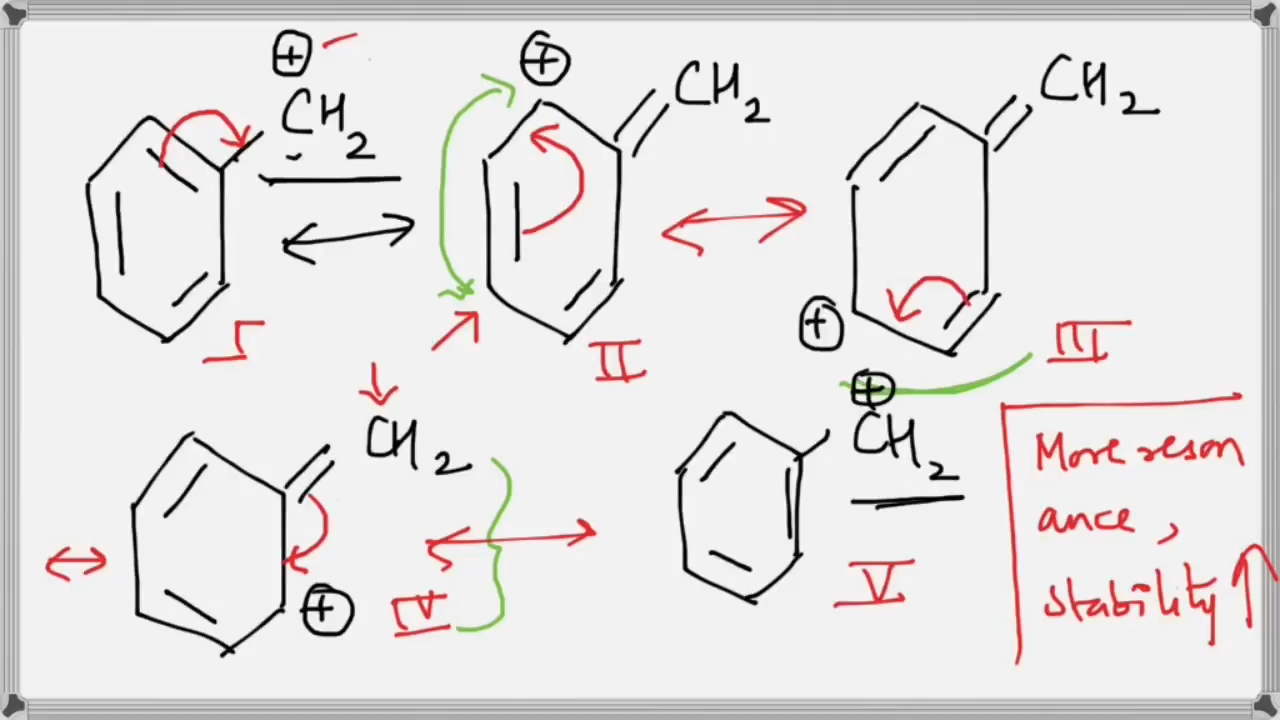 ⊕
CH2
I
⊕
CH2
II
CH2
⊕
III
CH2
⊕
IV
⊕
CH2
V
More reson
ance,
stability ↑